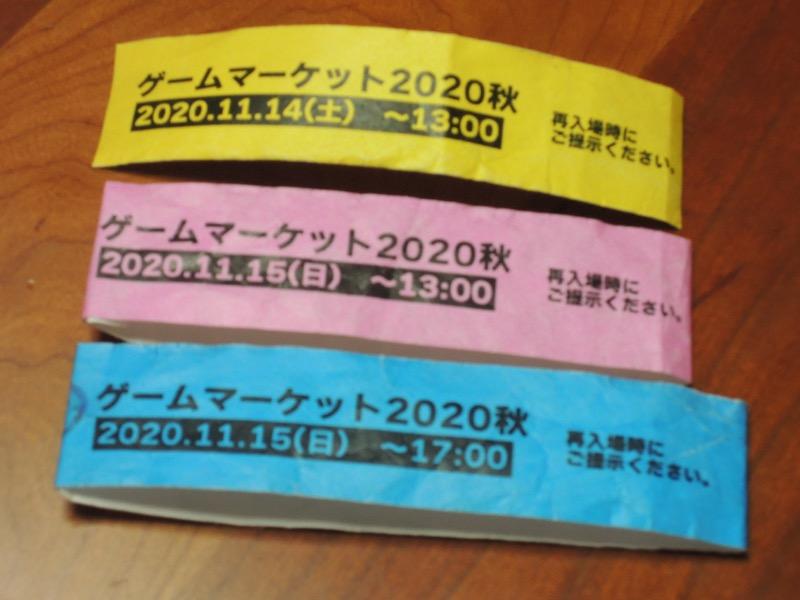 ゲームマーケット2020秋
2020.11.14(土) 〜13:00
再入場時に
ご提示ください。
ゲームマーケット2020秋
2020.11.15(日) 〜13:00
再入場時に
ご提示ください。
ゲームマーケット2020秋
2020.11.15(日) 〜17:00
再入場時に
ご提示ください。